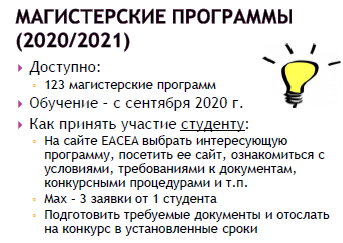 МАГИСТЕРСКИЕ ПРОГРАММЫ
(2020/2021)
Доступно:
123 магистерские программ
Обучение – с сентября 2020 г.
Как принять участие студенту:
На сайте EACEA выбрать интересующую
программу, посетить ее сайт, ознакомиться с
условиями, требованиями к документам,
конкурсными процедурами и т.п.
Max – 3 заявки от 1 студента
Подготовить требуемые документы и отослать
на конкурс в установленные сроки